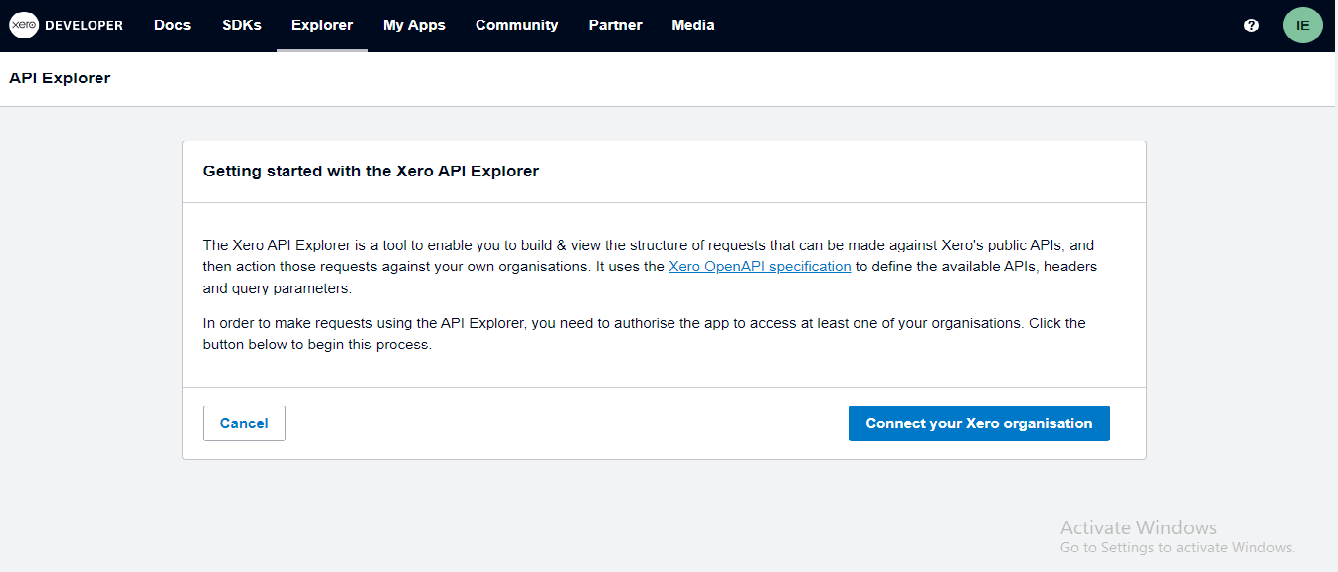 xero DEVELOPER Docs SDKs Explorer My Apps Community Partner Media ? IE
API Explorer
Getting started with the Xero API Explorer
The Xero API Explorer is a tool to enable you to build & view the structure of requests that can be made against Xero's public APIs, and
then action those requests against your own organisations. It uses the Xero OpenAPI specification to define the available APIs, headers
and query parameters.
In order to make requests using the API Explorer, you need to authorise the app to access at least one of your organisations. Click the
button below to begin this process.
Cancel Connect your Xero organisation
Activate Windows
Go to Settings to activate Windows.